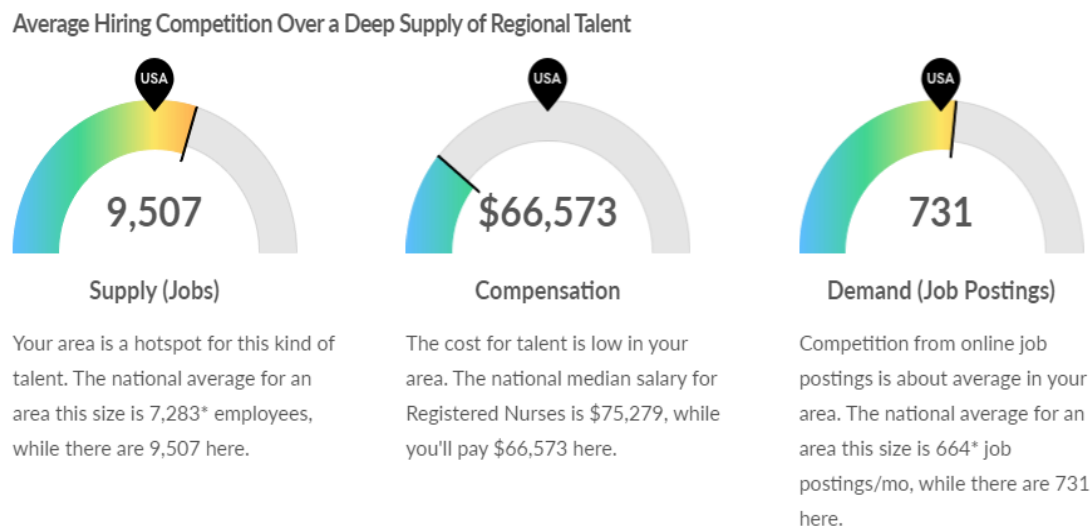 Average Hiring Competition Over a Deep Supply of Regional Talent
USA
9,507
Supply (Jobs)
Your area is a hotspot for this kind of
talent. The national average for an
area this size is 7,283* employees,
while there are 9,507 here.
USA
$66,573
Compensation
The cost for talent is low in your
area. The national median salary for
Registered Nurses is $75,279, while
you'll pay $66,573 here.
USA
731
Demand (Job Postings)
Competition from online job
postings is about average in your
area. The national average for an
area this size is 664* job
postings/mo, while there are 731
here.